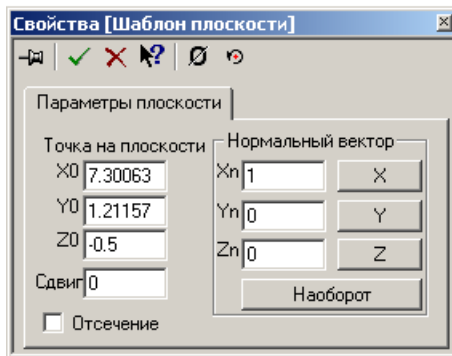 Свойства [Шаблон плоскости]
Параметры плоскости
Точка на плоскости
X0 7.30063
Y0 1.21157
Z0 -0.5
Сдвиг 0
Отсечение
Нормальный вектор
Xn 1 X
Yn 0 Y
Zn 0 Z
Наоборот